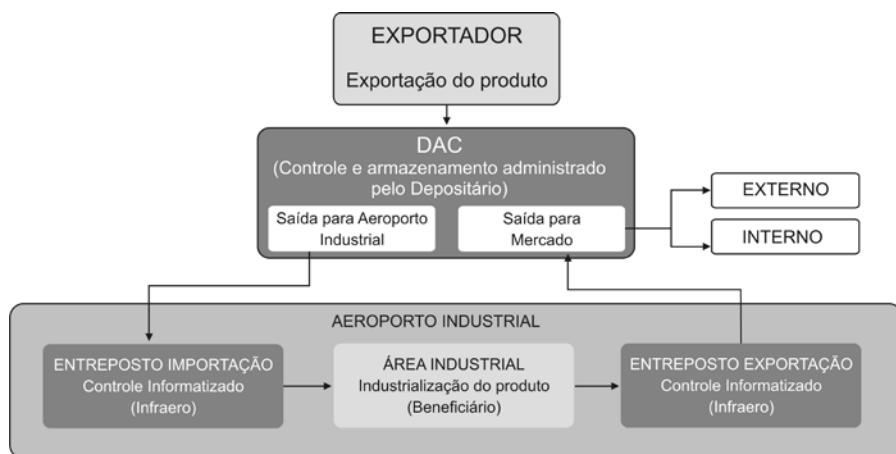 EXPORTADOR
Exportação do produto
DAC
(Controle e armazenamento administrado
pelo Depositário)
Saída para Aeroporto
Industrial
Saída para
Mercado
EXTERNO
INTERNO
AEROPORTO INDUSTRIAL
ENTREPOSTO IMPORTAÇÃO
Controle Informatizado
(Infraero)
ÁREA INDUSTRIAL
Industrialização do produto
(Beneficiário)
ENTREPOSTO EXPORTAÇÃO
Controle Informatizado
(Infraero)